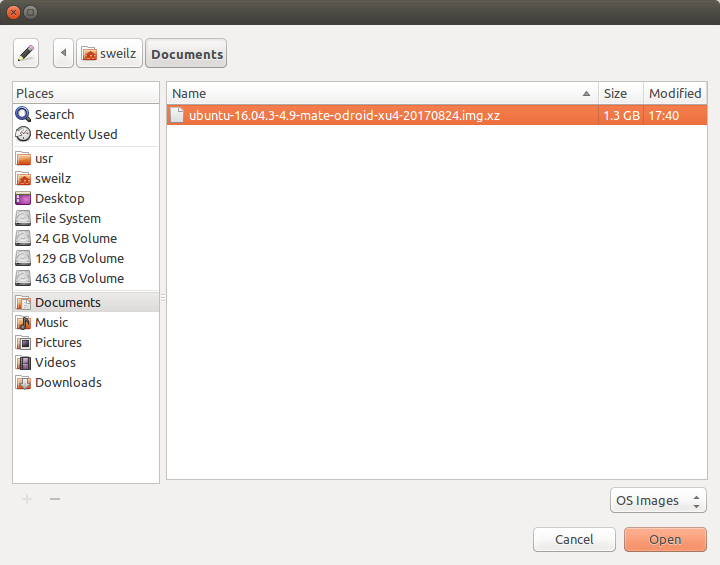 sweilz Documents
Places
Search
Recently Used
usr
sweilz
Desktop
File System
24 GB Volume
129 GB Volume
463 GB Volume
Documents
Music
Pictures
Videos
Downloads
Name Size Modified
ubuntu-16.04.3-4.9-mate-odroid-xu4-20170824.img.xz 1.3 GB 17:40
OS Images
Cancel Open